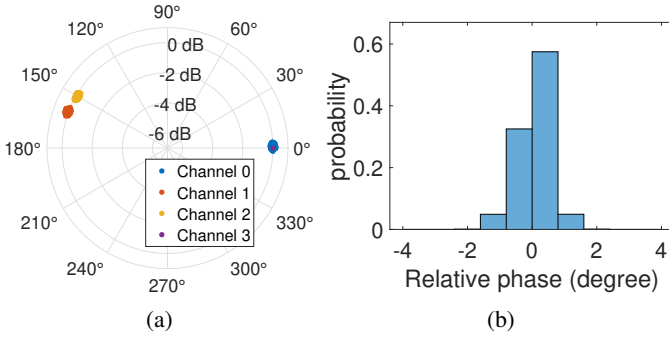 90°
120°
60°
0 dB
150°
-2 dB
30°
-4 dB
-6 dB
180°
0°
Channel 0
Channel 1
Channel 2
Channel 3
210°
330°
240°
300°
270°
(a)
probability
0.6
0.4
0.2
0
-4
-2
0
2
4
Relative phase (degree)
(b)